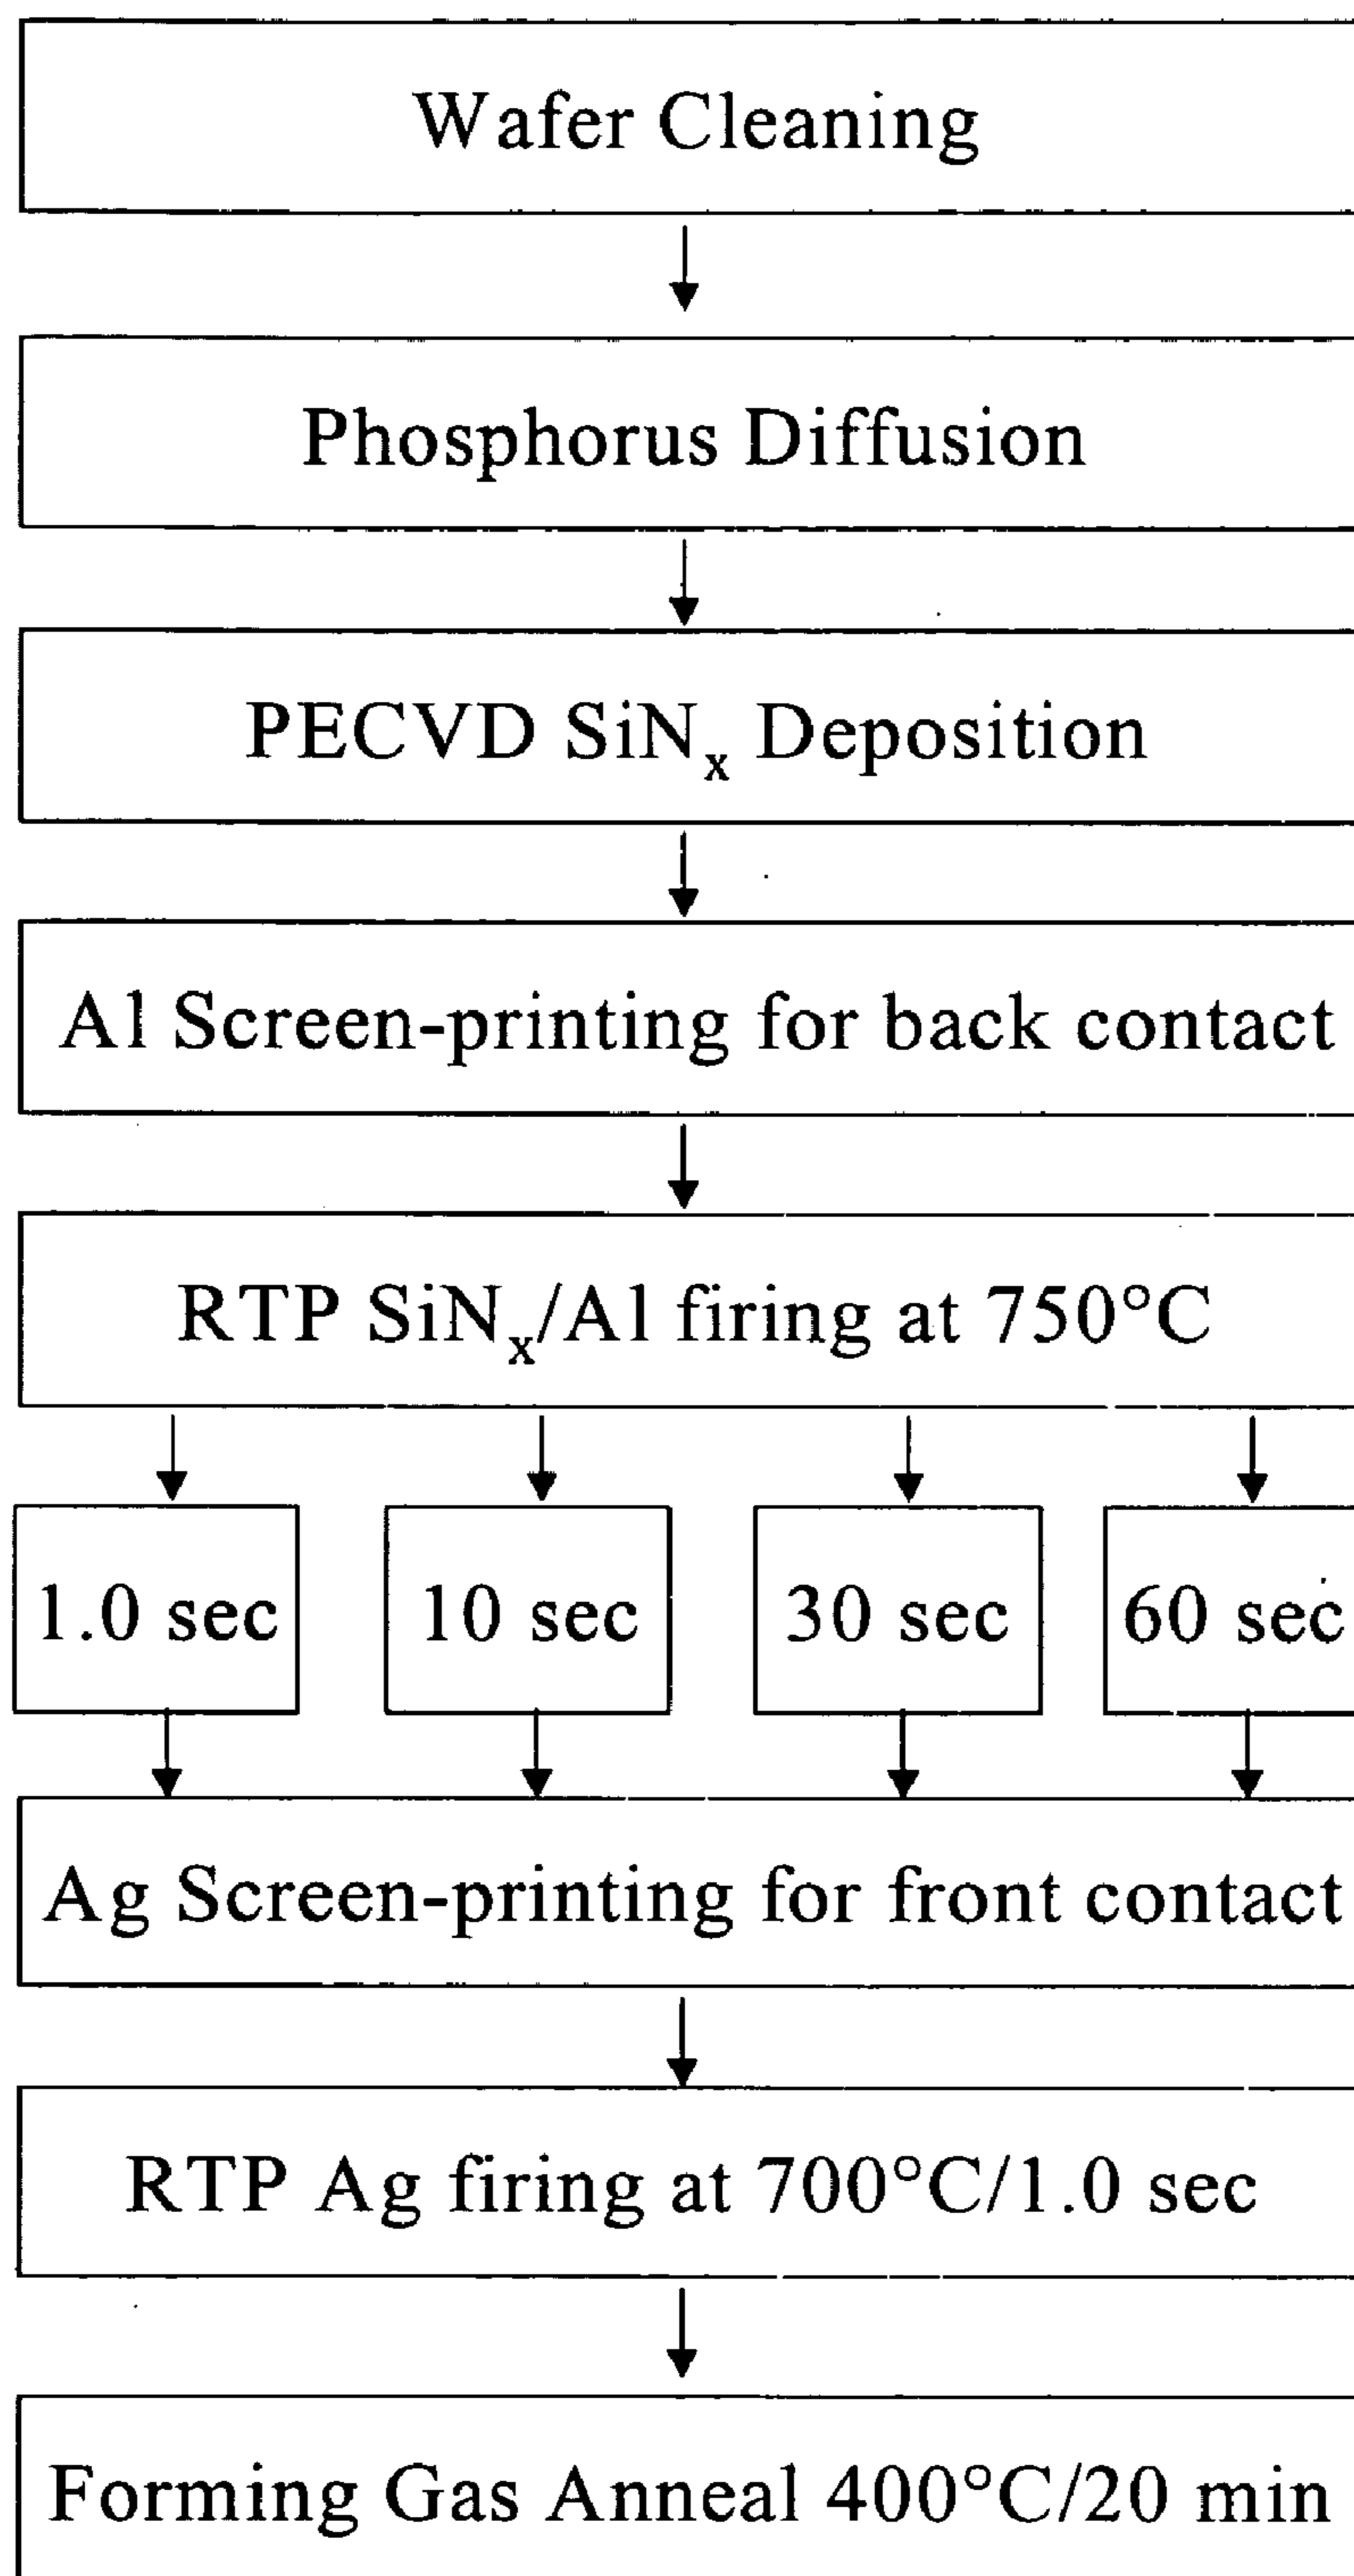 Wafer Cleaning
Phosphorus Diffusion
PECVD SiNₓ Deposition
Al Screen-printing for back contact
RTP SiNₓ/Al firing at 750°C
1.0 sec 10 sec 30 sec 60 sec
Ag Screen-printing for front contact
RTP Ag firing at 700°C/1.0 sec
Forming Gas Anneal 400°C/20 min